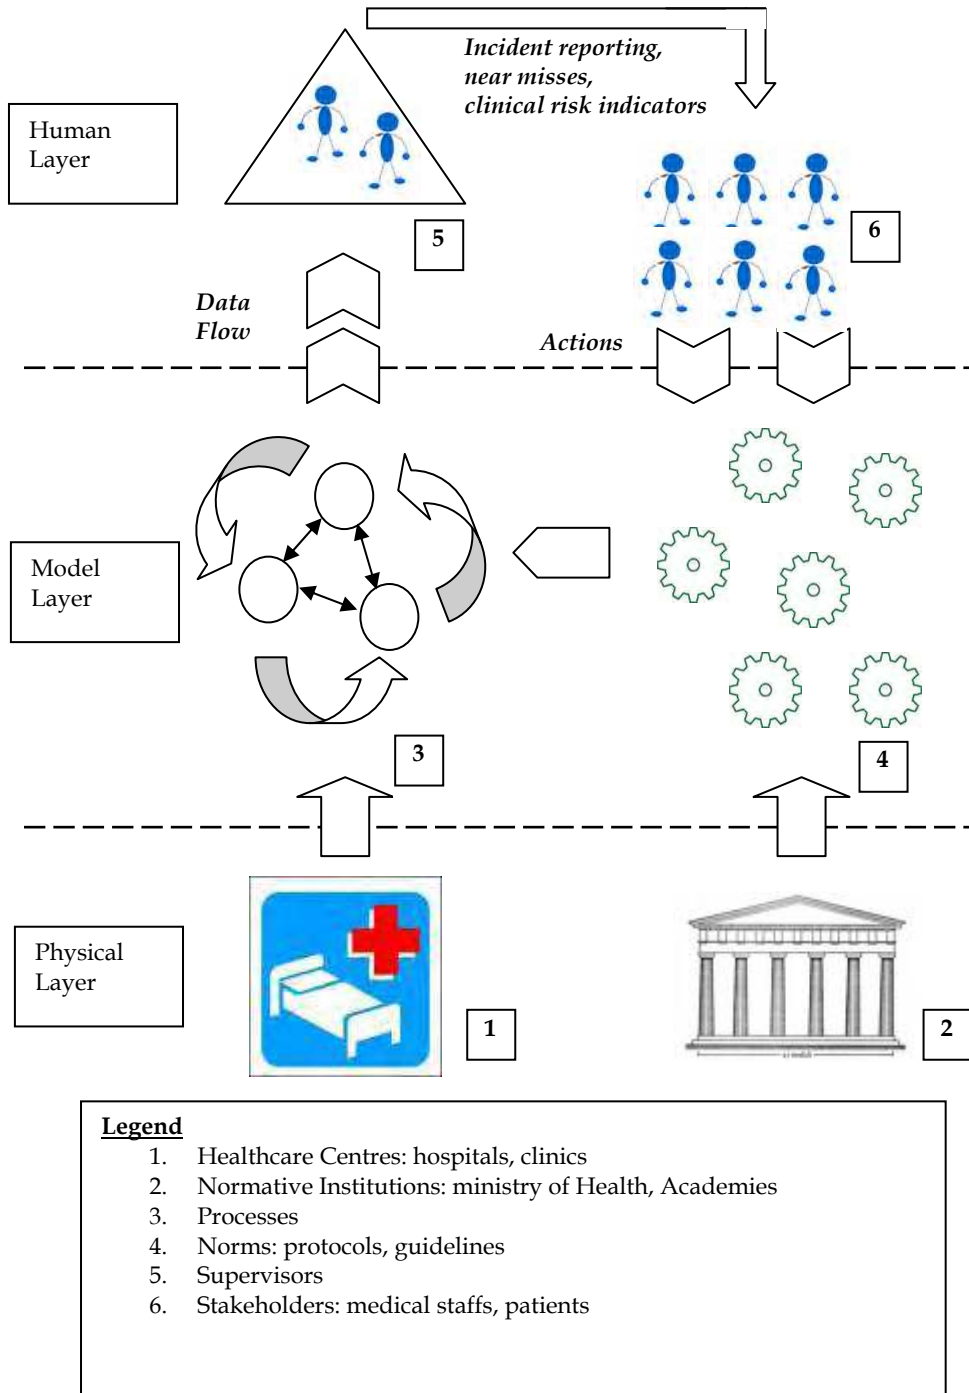 Incident reporting,
near misses,
clinical risk indicators
Human
Layer
5
6
Data
Flow
Actions
Model
Layer
3
4
Physical
Layer
1
2
Legend
1. Healthcare Centres: hospitals, clinics
2. Normative Institutions: ministry of Health, Academies
3. Processes
4. Norms: protocols, guidelines
5. Supervisors
6. Stakeholders: medical staffs, patients